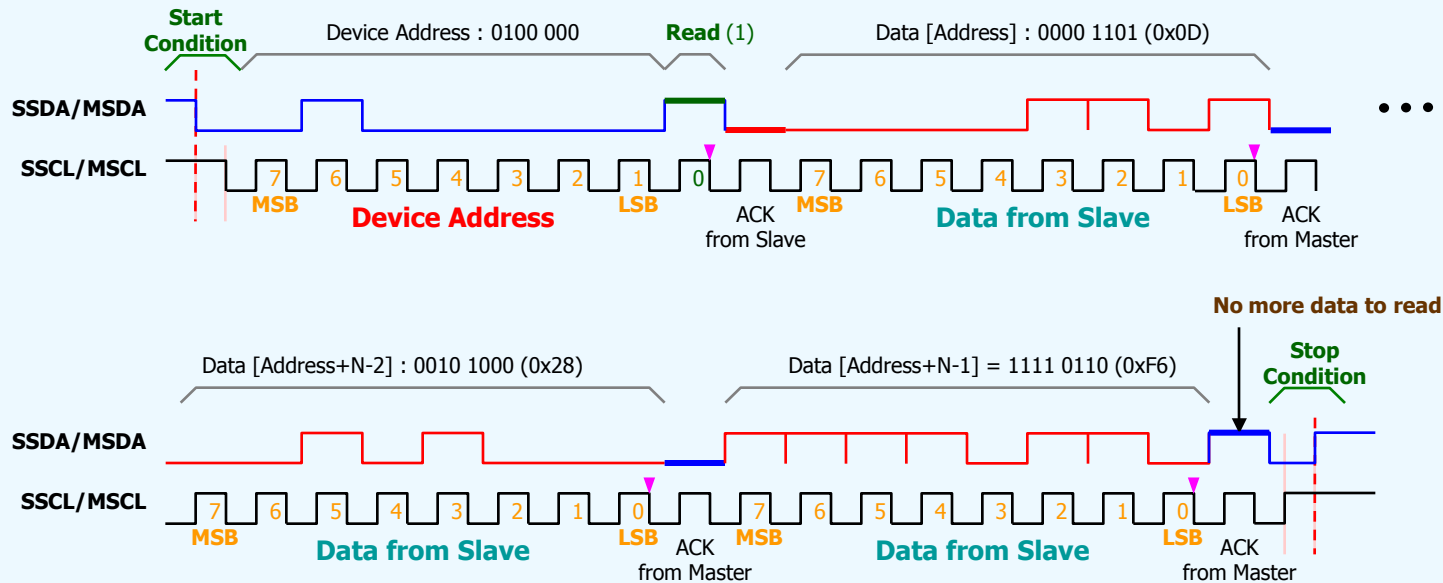 Start
Condition
Device Address : 0100 000
Read (1)
Data [Address] : 0000 1101 (0x0D)
SSDA/MSDA
SSCL/MSCL
7 6 5 4 3 2 1 0 7 6 5 4 3 2 1 0
MSB
Device Address
LSB
ACK
from Slave
MSB
Data from Slave
LSB
ACK
from Master
No more data to read
Data [Address+N-2] : 0010 1000 (0x28)
Data [Address+N-1] = 1111 0110 (0xF6)
Stop
Condition
SSDA/MSDA
SSCL/MSCL
7 6 5 4 3 2 1 0 7 6 5 4 3 2 1 0
MSB
Data from Slave
LSB
ACK
from Master
MSB
Data from Slave
LSB
ACK
from Master